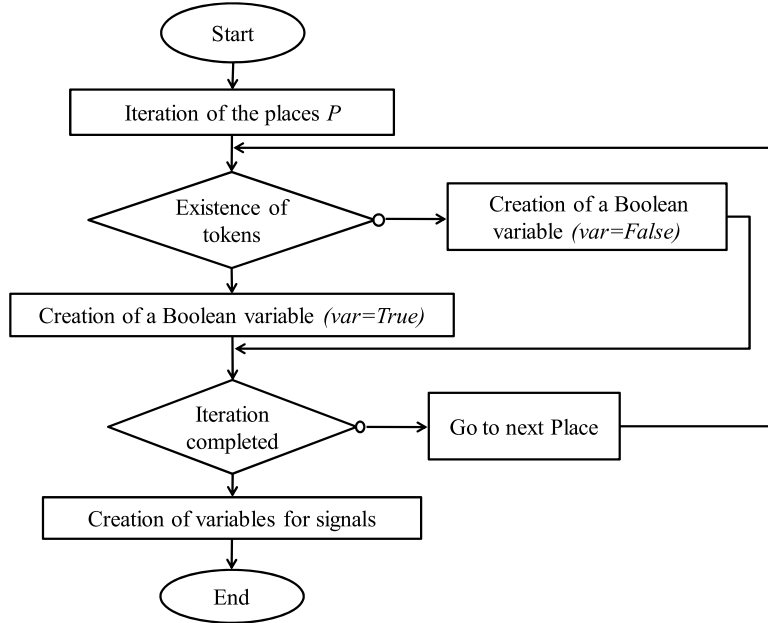 Start
Iteration of the places P
Existence of
tokens
Creation of a Boolean
variable (var=False)
Creation of a Boolean variable (var=True)
Iteration
completed
Go to next Place
Creation of variables for signals
End